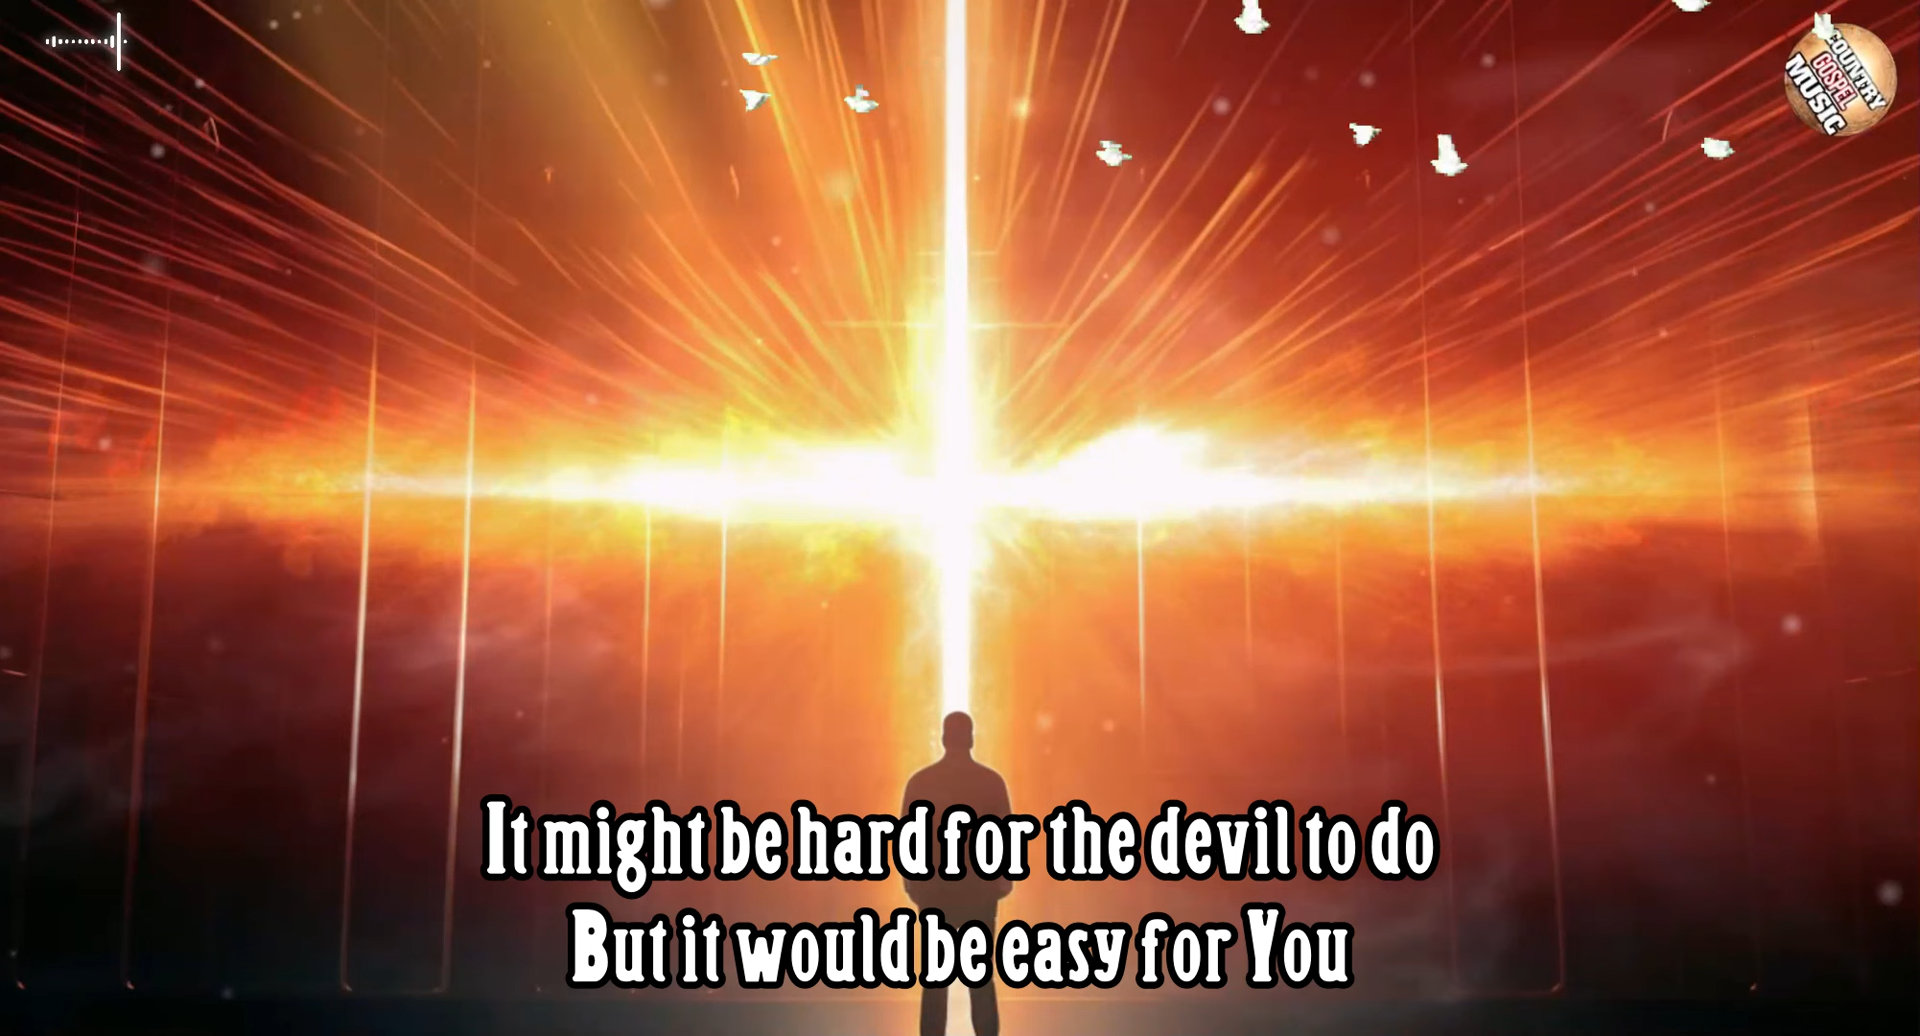 COUNTRY
GOSPEL
MUSIC
It might be hard for the devil to do
But it would be easy for You